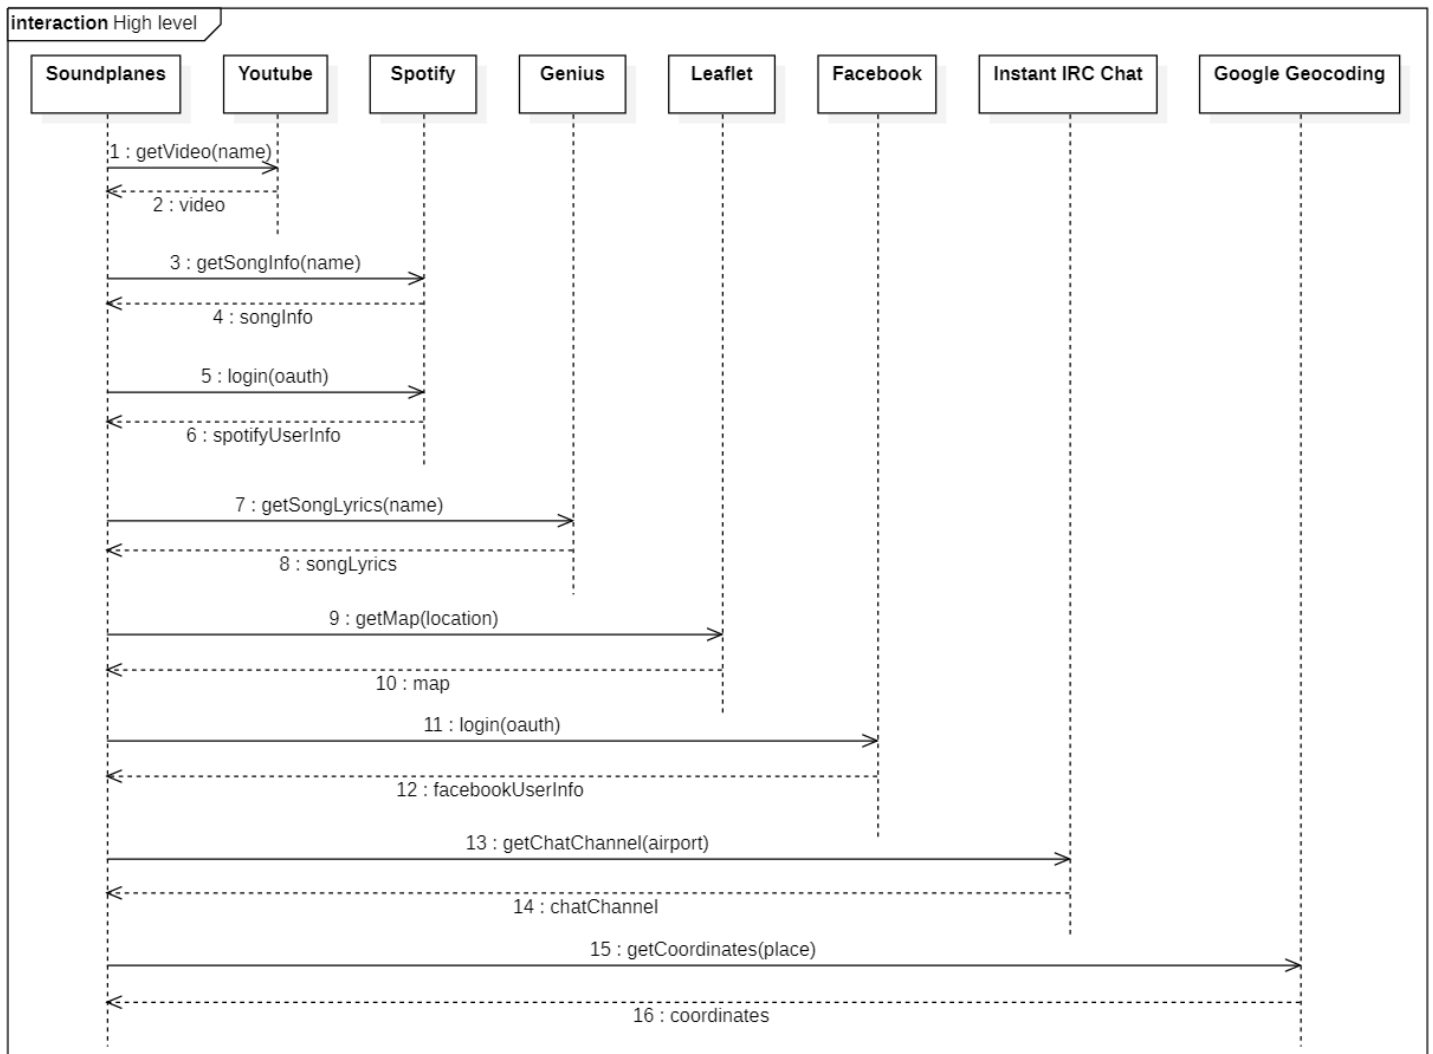 interaction High level
Soundplanes
Youtube
Spotify
Genius
Leaflet
Facebook
Instant IRC Chat
Google Geocoding
1 : getVideo(name)
2 : video
3 : getSongInfo(name)
4 : songInfo
5 : login(oauth)
6 : spotifyUserInfo
7 : getSongLyrics(name)
8 : songLyrics
9 : getMap(location)
10 : map
11 : login(oauth)
12 : facebookUserInfo
13 : getChatChannel(airport)
14 : chatChannel
15 : getCoordinates(place)
16 : coordinates